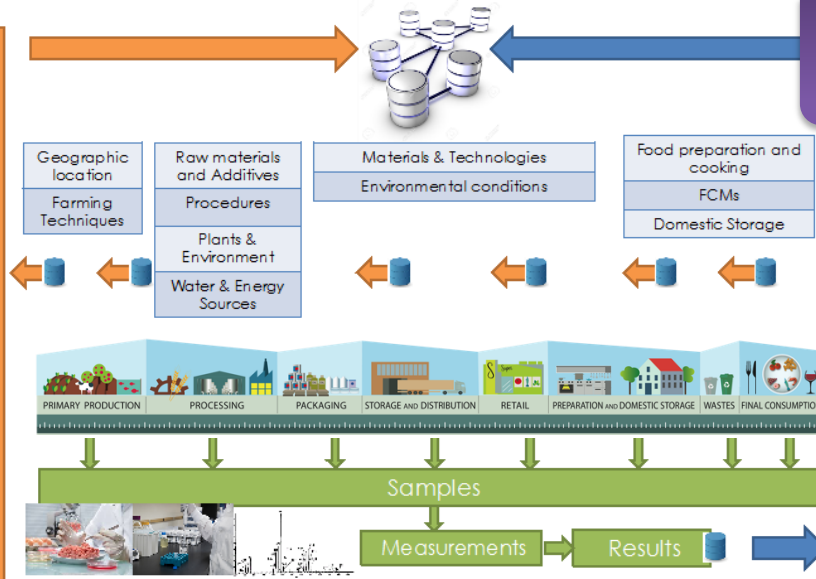 Geographic
location
Farming
Techniques
Raw materials
and Additives
Procedures
Plants &
Environment
Water & Energy
Sources
Materials & Technologies
Environmental conditions
Food preparation and
cooking
FCMs
Domestic Storage
PRIMARY PRODUCTION
PROCESSING
PACKAGING
STORAGE AND DISTRIBUTION
RETAIL
PREPARATION AND DOMESTIC STORAGE
WASTES
FINAL CONSUMPTIO
Samples
Measurements
Results